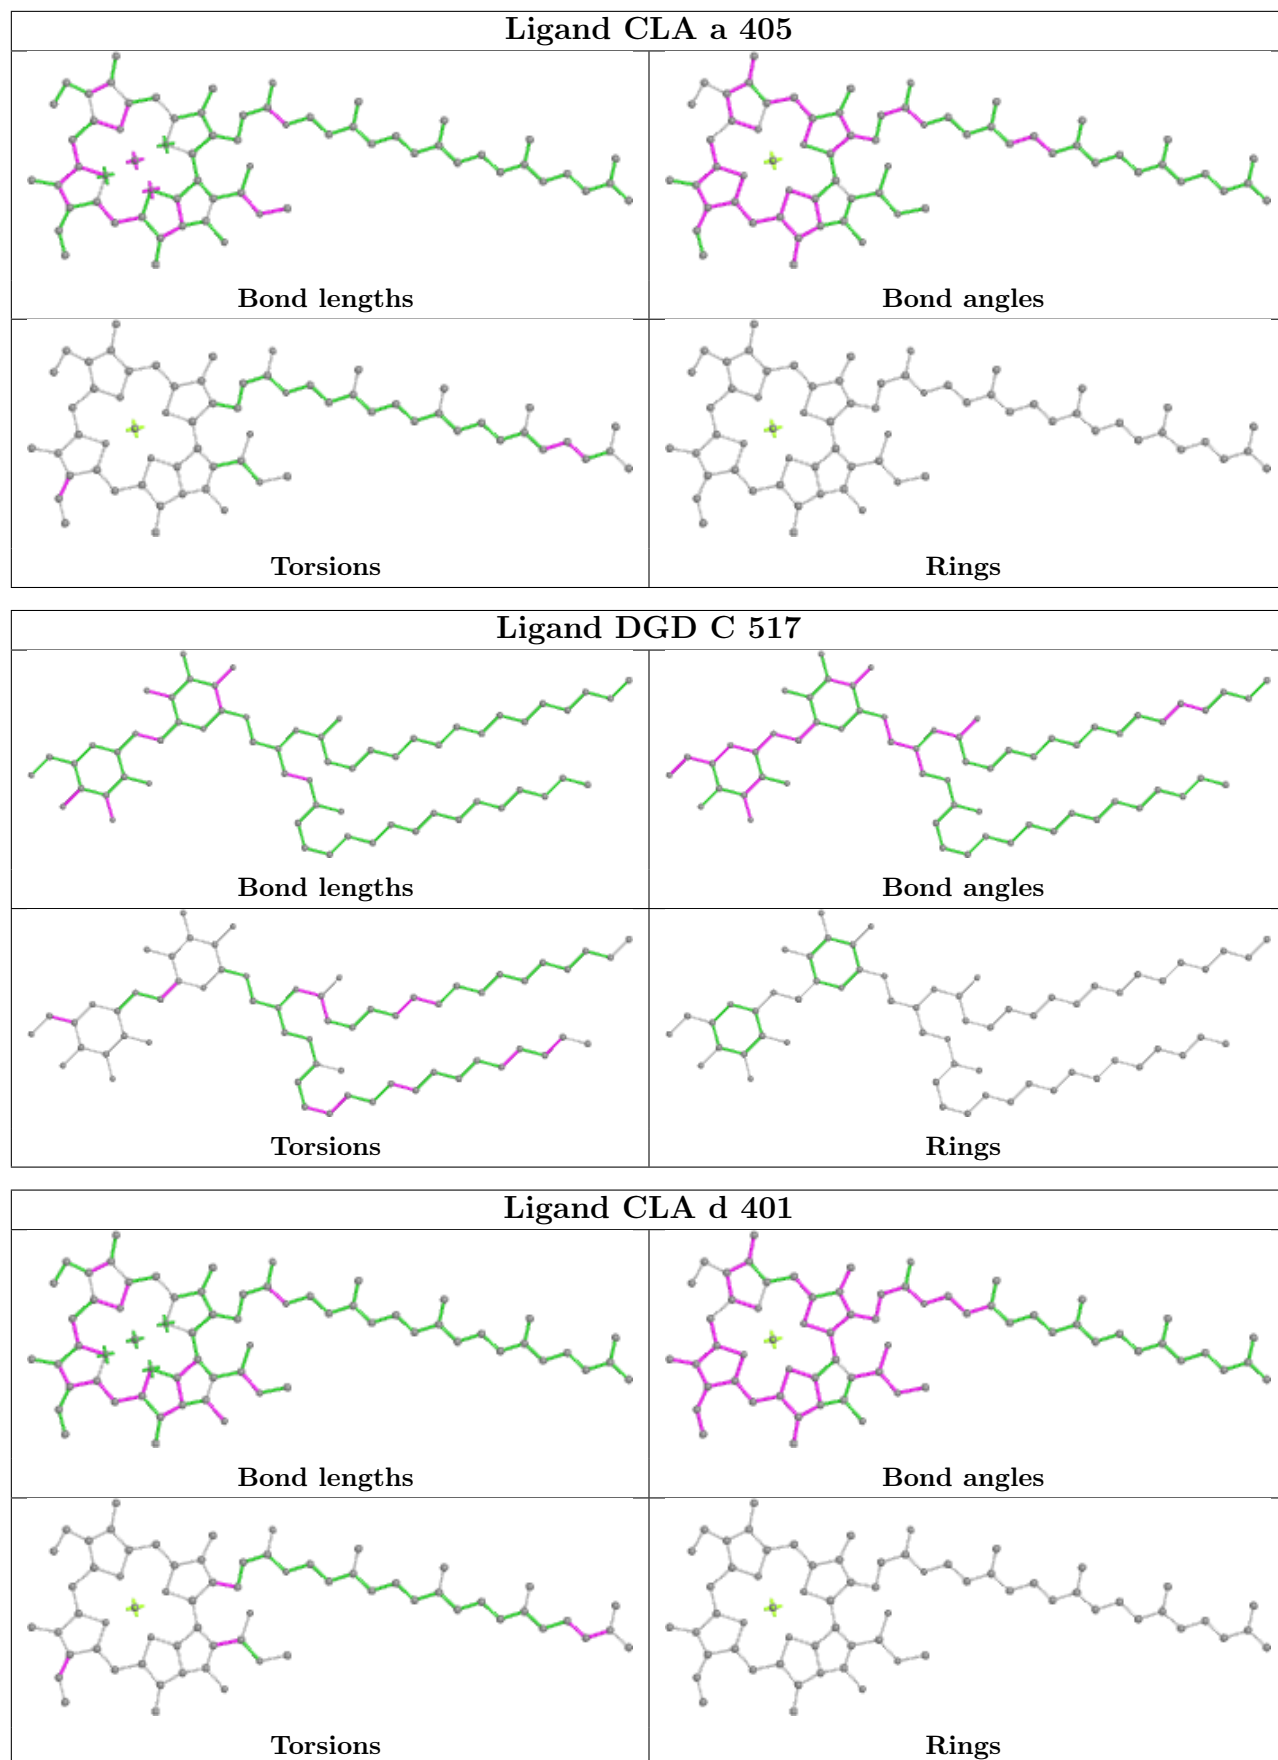 Ligand CLA a 405
Bond lengths
Bond angles
Torsions
Rings
Ligand DGD C 517
Bond lengths
Bond angles
Torsions
Rings
Ligand CLA d 401
Bond lengths
Bond angles
Torsions
Rings